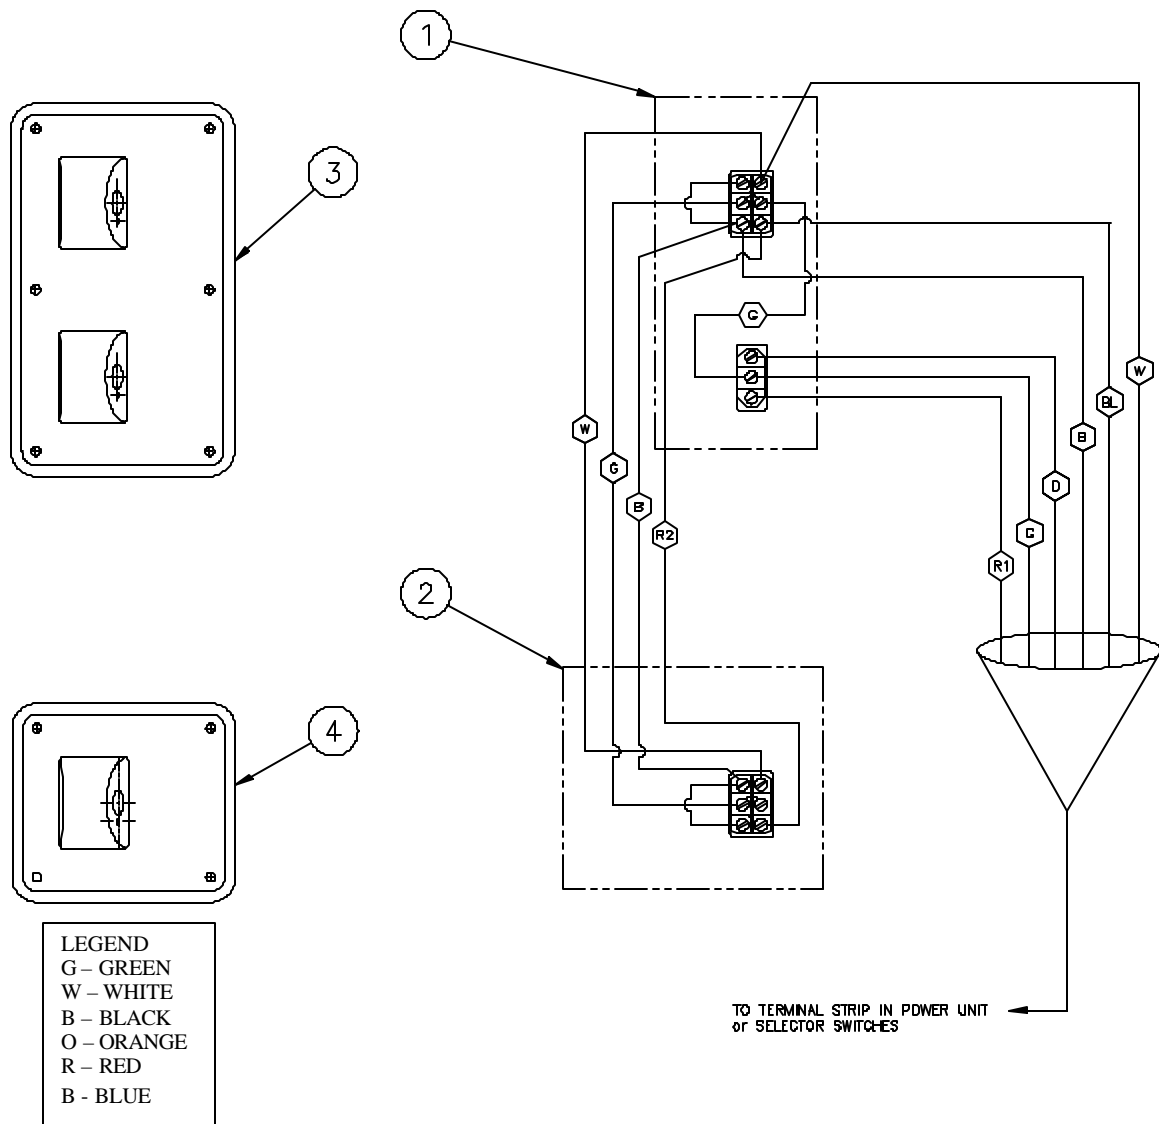 1
3
G
W
W
BL
B
G
D
B
G
R2
R1
2
4
LEGEND
G – GREEN
W – WHITE
B – BLACK
O – ORANGE
R – RED
B - BLUE
TO TERMINAL STRIP IN POWER UNIT
or SELECTOR SWITCHES